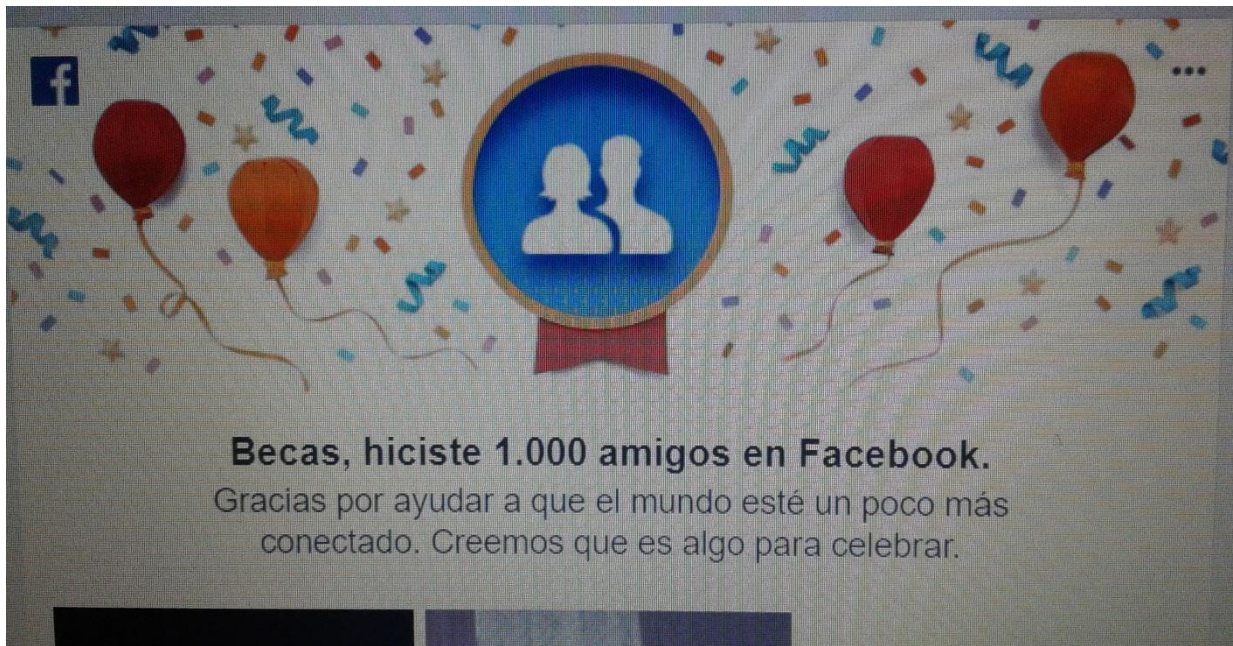 f
Becas, hiciste 1.000 amigos en Facebook.
Gracias por ayudar a que el mundo esté un poco más
conectado. Creemos que es algo para celebrar.